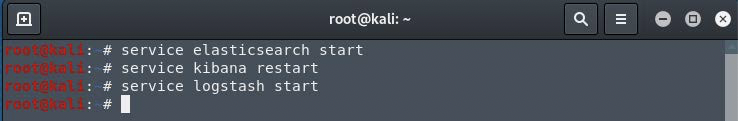 root@kali: ~
root@kali:~# service elasticsearch start
root@kali:~# service kibana restart
root@kali:~# service logstash start
root@kali:~#